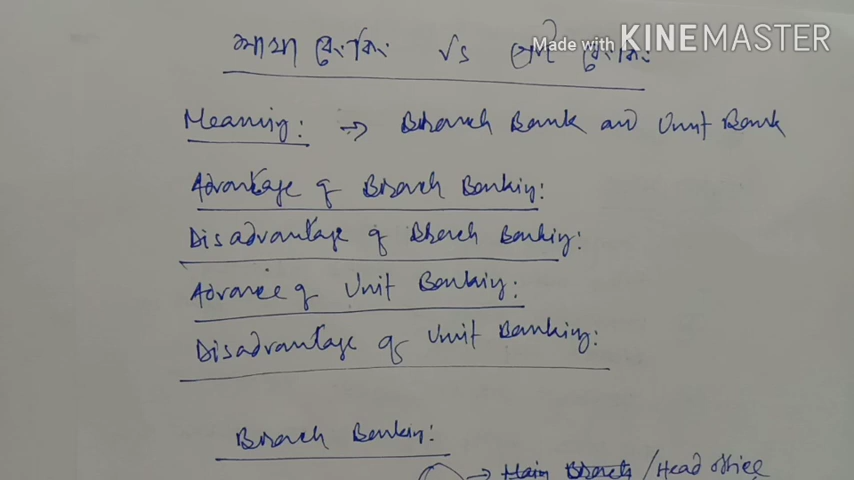 শাখা বেংকিং Vs গোট বেংকিং
Made with KINEMASTER
Meaning: → Branch Bank and Unit Bank
Advantage of Branch Banking:
Disadvantage of Branch Banking:
Advance of Unit Banking:
Disadvantage of Unit Banking:
Branch Banking:
→ Main Branch /Head office